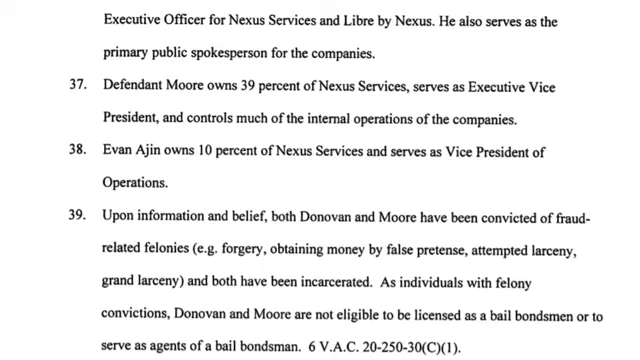 Executive Officer for Nexus Services and Libre by Nexus. He also serves as the
primary public spokesperson for the companies.
37. Defendant Moore owns 39 percent of Nexus Services, serves as Executive Vice
President, and controls much of the internal operations of the companies.
38. Evan Ajin owns 10 percent of Nexus Services and serves as Vice President of
Operations.
39. Upon information and belief, both Donovan and Moore have been convicted of fraud-
related felonies (e.g. forgery, obtaining money by false pretense, attempted larceny,
grand larceny) and both have been incarcerated. As individuals with felony
convictions, Donovan and Moore are not eligible to be licensed as a bail bondsmen or to
serve as agents of a bail bondsman. 6 V.A.C. 20-250-30(C)(1).